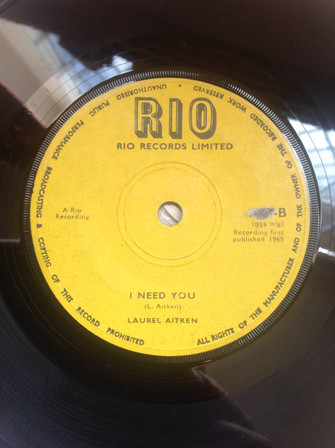 RIO
RIO RECORDS LIMITED
A Rio
Recording
-B
Recording first
published 1965
I NEED YOU
(L. Aitken)
LAUREL AITKEN
ALL RIGHTS OF THE MANUFACTURER AND OF THE OWNER OF THE RECORDED WORK RESERVED • UNAUTHORISED PUBLIC PERFORMANCE BROADCASTING & COPYING OF THE RECORD PROHIBITED